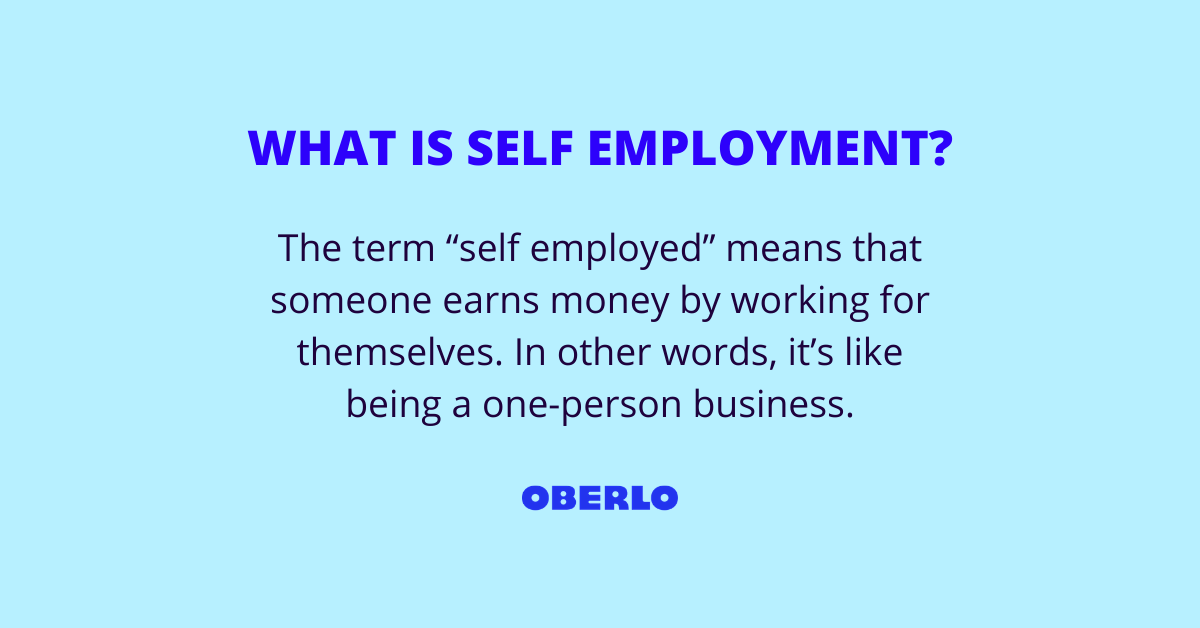 WHAT IS SELF EMPLOYMENT?
The term “self employed” means that
someone earns money by working for
themselves. In other words, it’s like
being a one-person business.
OBERLO